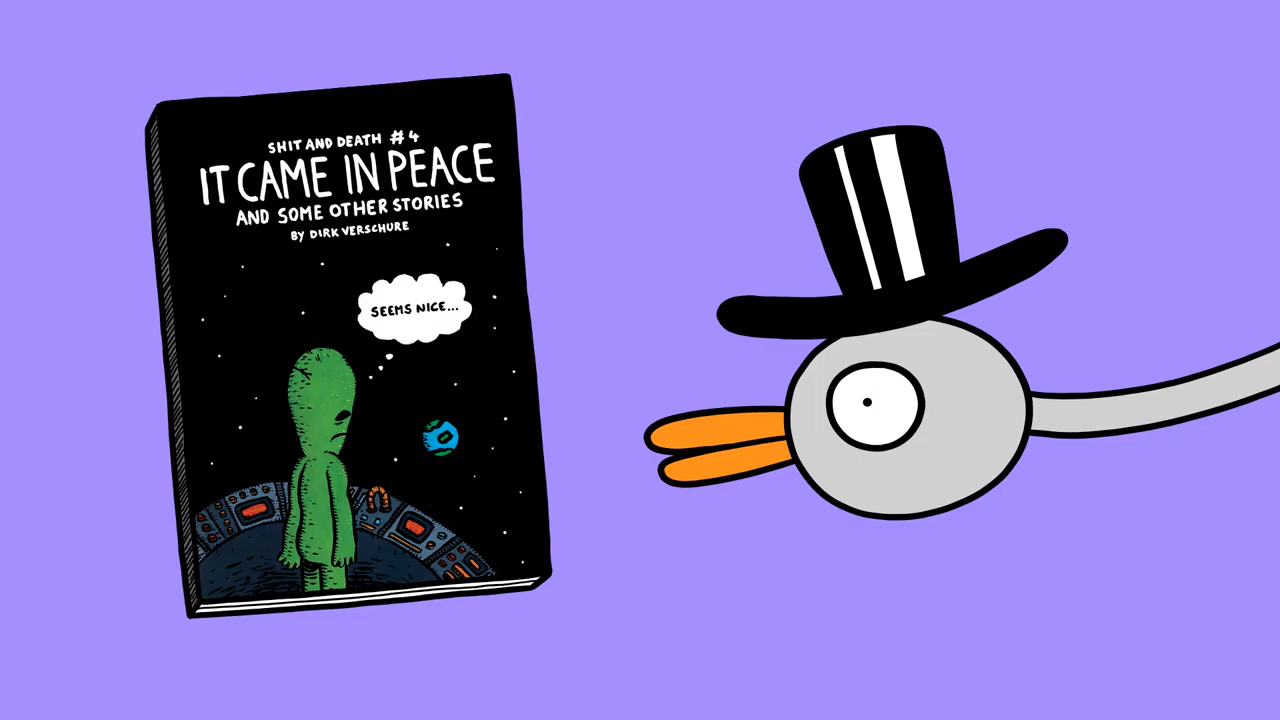 SHIT AND DEATH #4
IT CAME IN PEACE
AND SOME OTHER STORIES
BY DIRK VERSCHURE
SEEMS NICE...